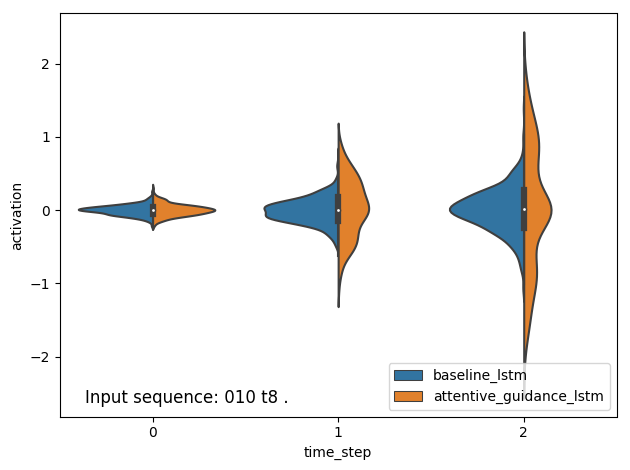 2
1
0
−1
−2
activation
baseline_lstm
attentive_guidance_lstm
Input sequence: 010 t8 .
0 1 2
time_step